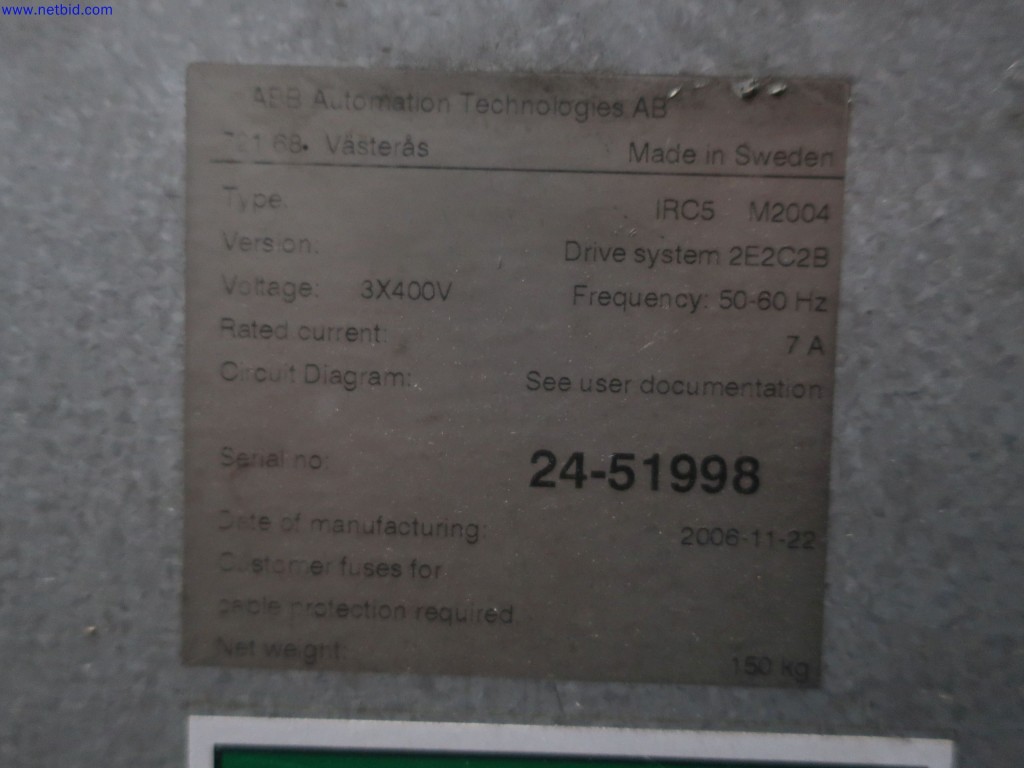 www.netbid.com
ABB Automation Technologies AB
721 68 Västerås Made in Sweden
Type: IRC5 M2004
Version: Drive system 2E2C2B
Voltage: 3X400V Frequency: 50-60 Hz
Rated current: 7 A
Circuit Diagram: See user documentation
Serial no: 24-51998
Date of manufacturing: 2006-11-22
Customer fuses for
cable protection required.
Net weight: 150 kg